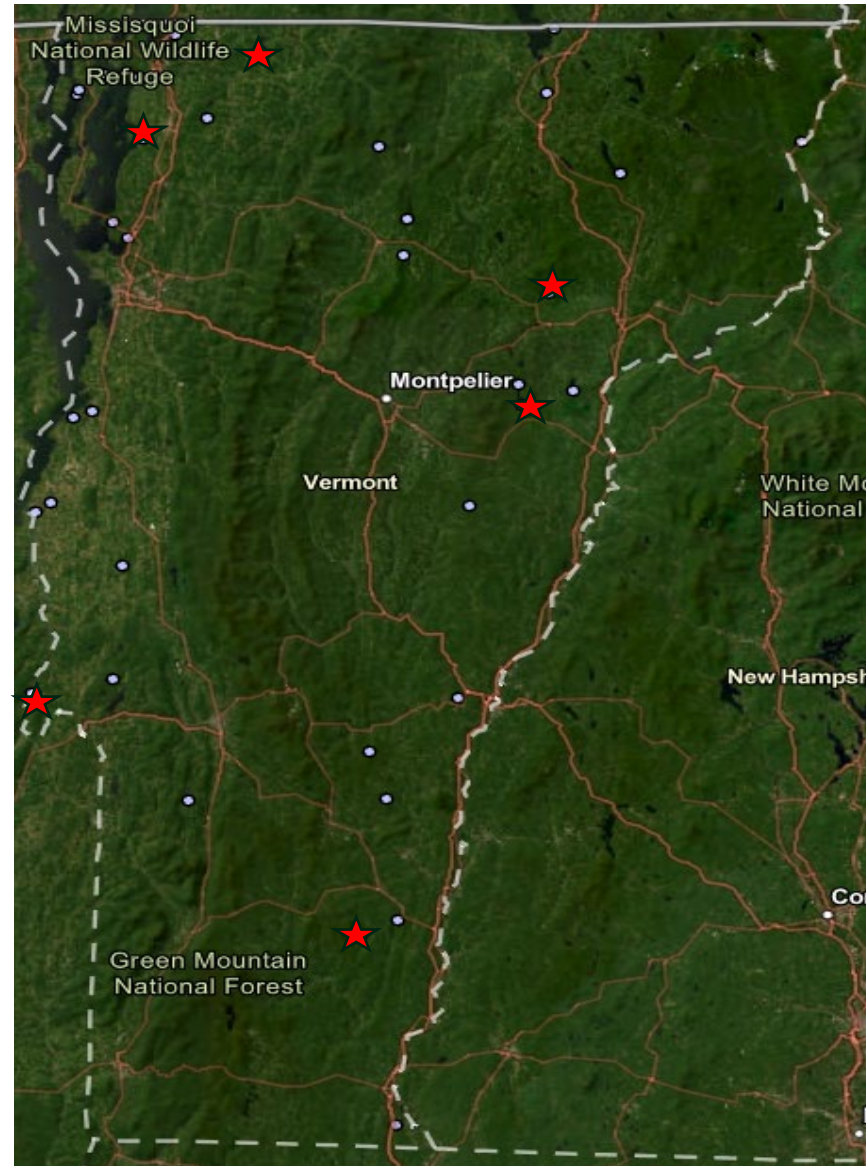 Missisquoi
National Wildlife
Refuge
Montpelier
Vermont
White Mo
National
New Hampsh
Co
Green Mountain
National Forest